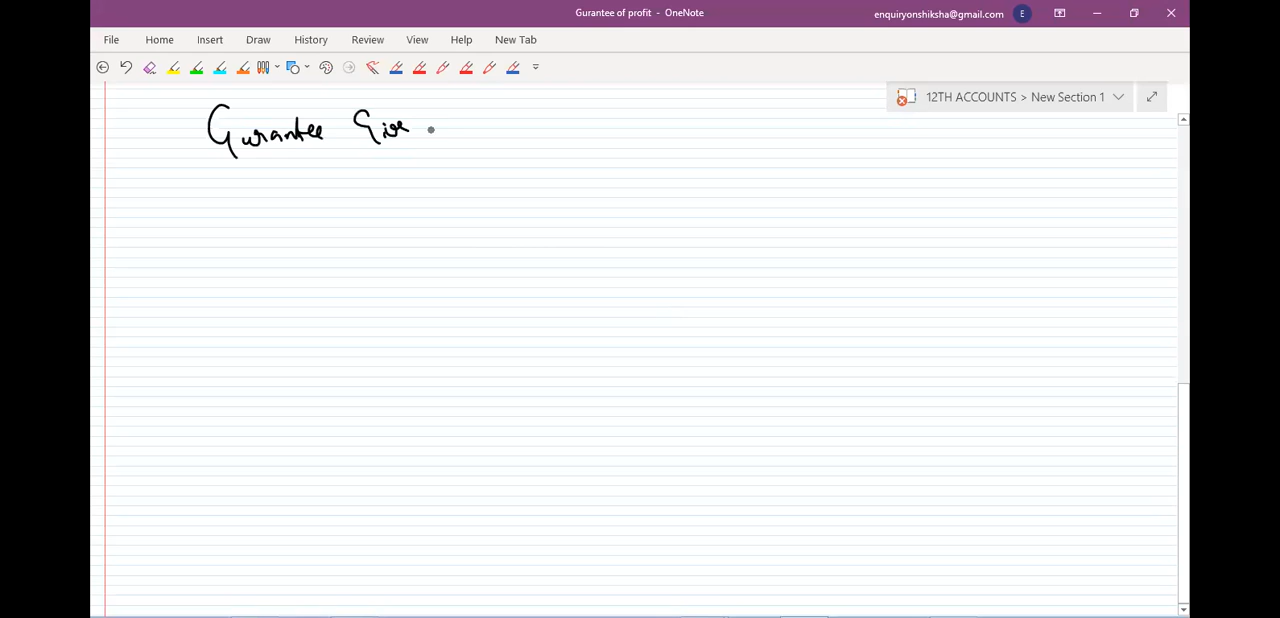 Gurantee of profit - OneNote
enquiryonshiksha@gmail.com E
File Home Insert Draw History Review View Help New Tab
12TH ACCOUNTS > New Section 1
Gurantee Give